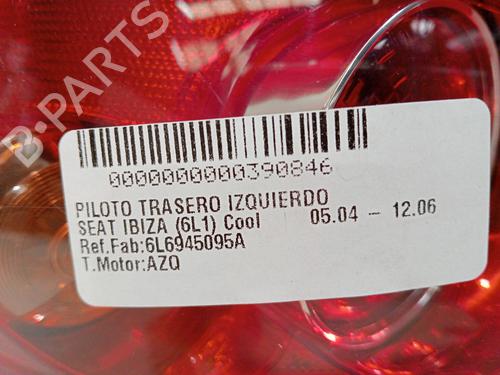 B-PARTS
0000000000390846
PILOTO TRASERO IZQUIERDO
SEAT IBIZA (6L1) Cool 05.04 - 12.06
Ref.Fab:6L6945095A
T.Motor:AZQ